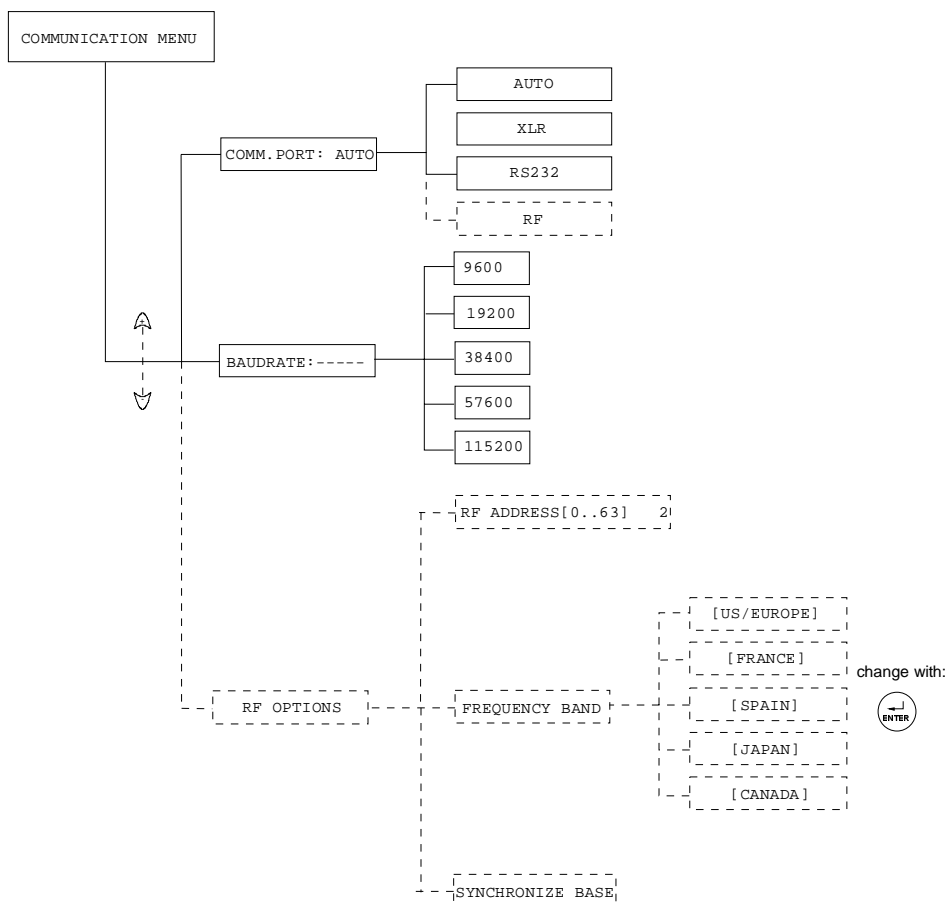 COMMUNICATION MENU
AUTO
XLR
COMM.PORT: AUTO
RS232
RF
9600
19200
BAUDRATE:-----
38400
57600
115200
RF ADDRESS[0..63] 2
[US/EUROPE]
[FRANCE]
change with:
RF OPTIONS
FREQUENCY BAND
[SPAIN]
ENTER
[JAPAN]
[CANADA]
SYNCHRONIZE BASE